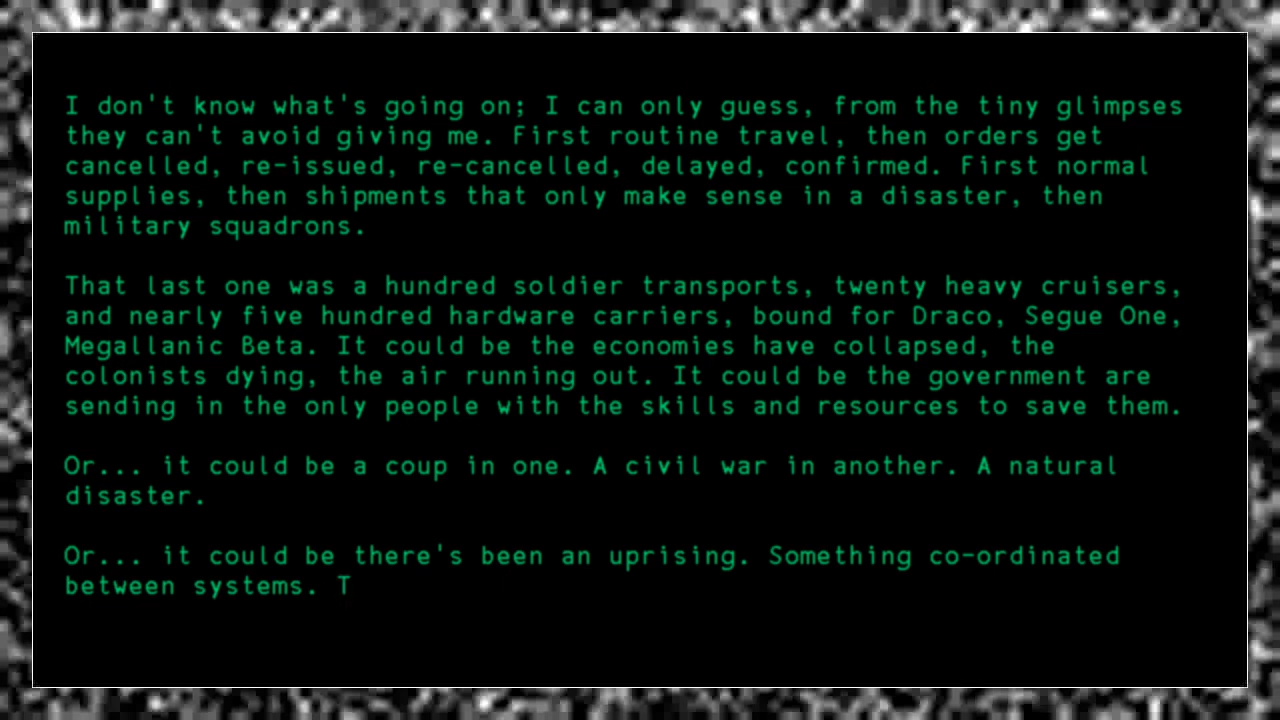 I don't know what's going on; I can only guess, from the tiny glimpses
they can't avoid giving me. First routine travel, then orders get
cancelled, re-issued, re-cancelled, delayed, confirmed. First normal
supplies, then shipments that only make sense in a disaster, then
military squadrons.
That last one was a hundred soldier transports, twenty heavy cruisers,
and nearly five hundred hardware carriers, bound for Draco, Segue One,
Megallanic Beta. It could be the economies have collapsed, the
colonists dying, the air running out. It could be the government are
sending in the only people with the skills and resources to save them.
Or... it could be a coup in one. A civil war in another. A natural
disaster.
Or... it could be there's been an uprising. Something co-ordinated
between systems. T